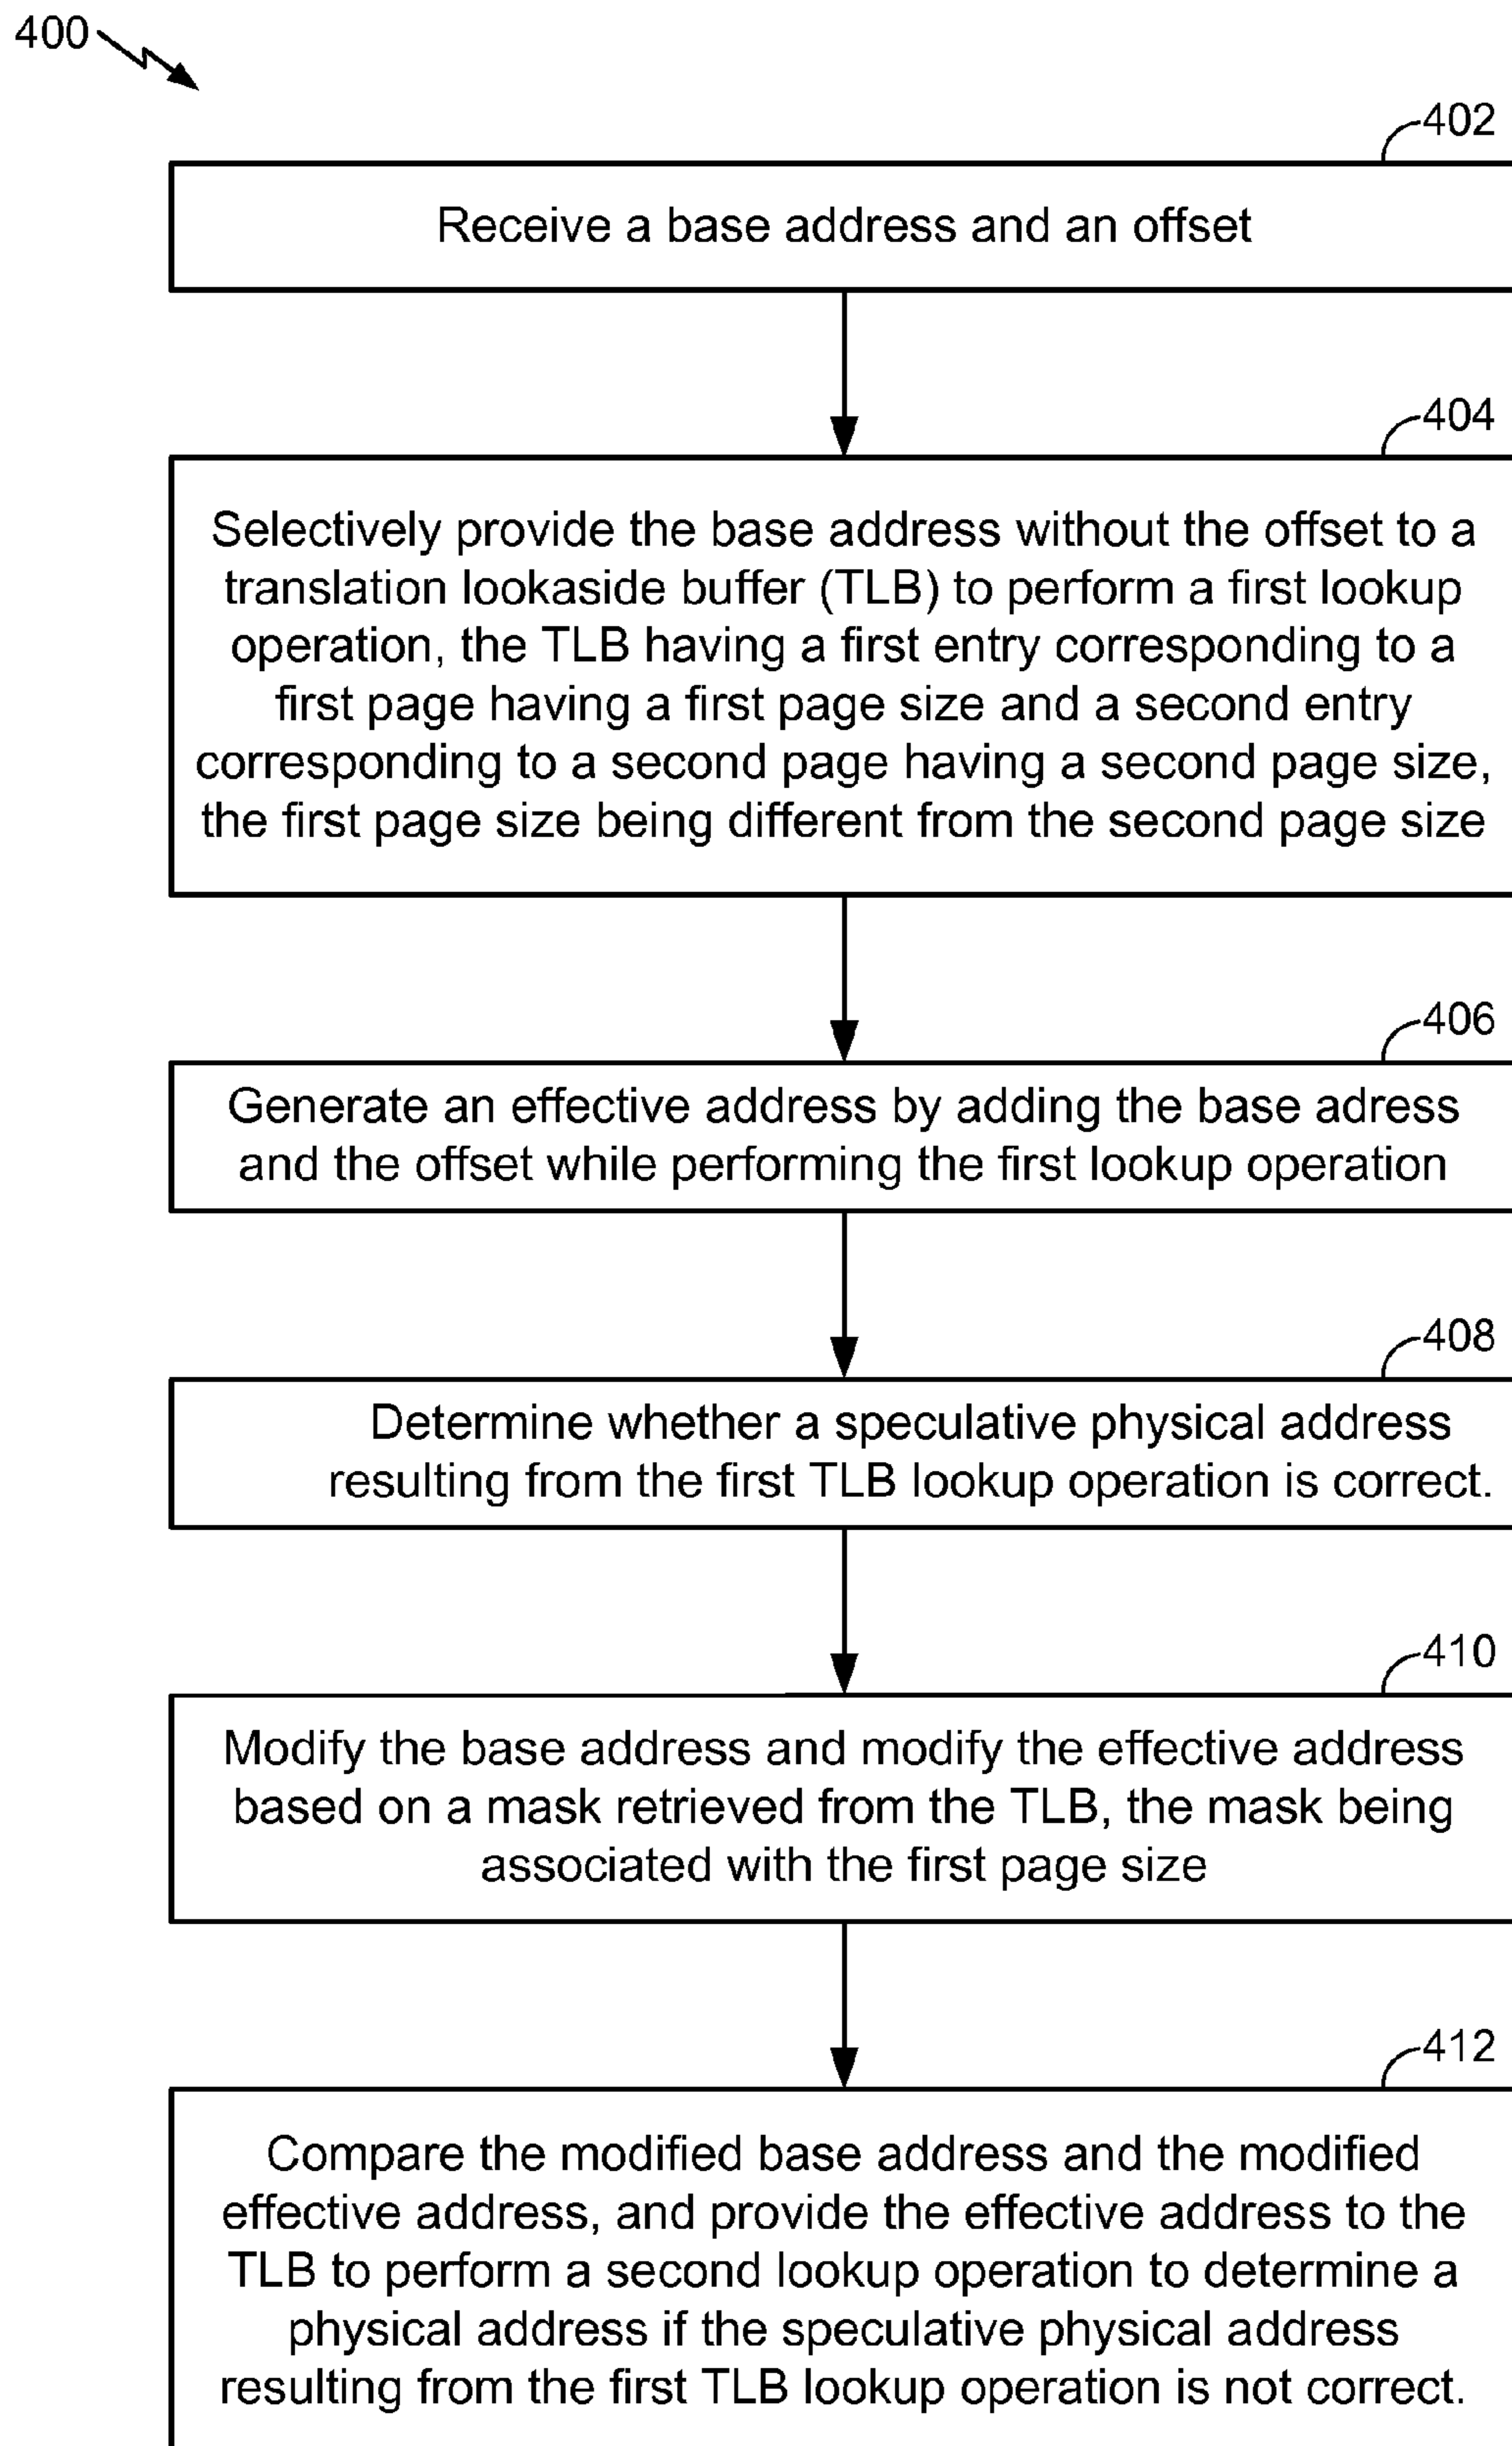 400
402
Receive a base address and an offset
404
Selectively provide the base address without the offset to a
translation lookaside buffer (TLB) to perform a first lookup
operation, the TLB having a first entry corresponding to a
first page having a first page size and a second entry
corresponding to a second page having a second page size,
the first page size being different from the second page size
406
Generate an effective address by adding the base adress
and the offset while performing the first lookup operation
408
Determine whether a speculative physical address
resulting from the first TLB lookup operation is correct.
410
Modify the base address and modify the effective address
based on a mask retrieved from the TLB, the mask being
associated with the first page size
412
Compare the modified base address and the modified
effective address, and provide the effective address to the
TLB to perform a second lookup operation to determine a
physical address if the speculative physical address
resulting from the first TLB lookup operation is not correct.